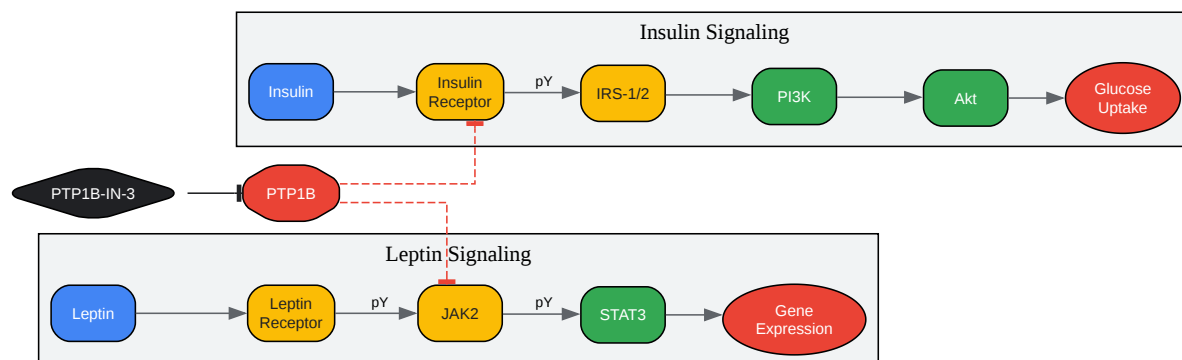 Insulin Signaling
Insulin
Insulin
Receptor
pY
IRS-1/2
PI3K
Akt
Glucose
Uptake
PTP1B-IN-3
PTP1B
Leptin Signaling
Leptin
Leptin
Receptor
pY
JAK2
pY
STAT3
Gene
Expression